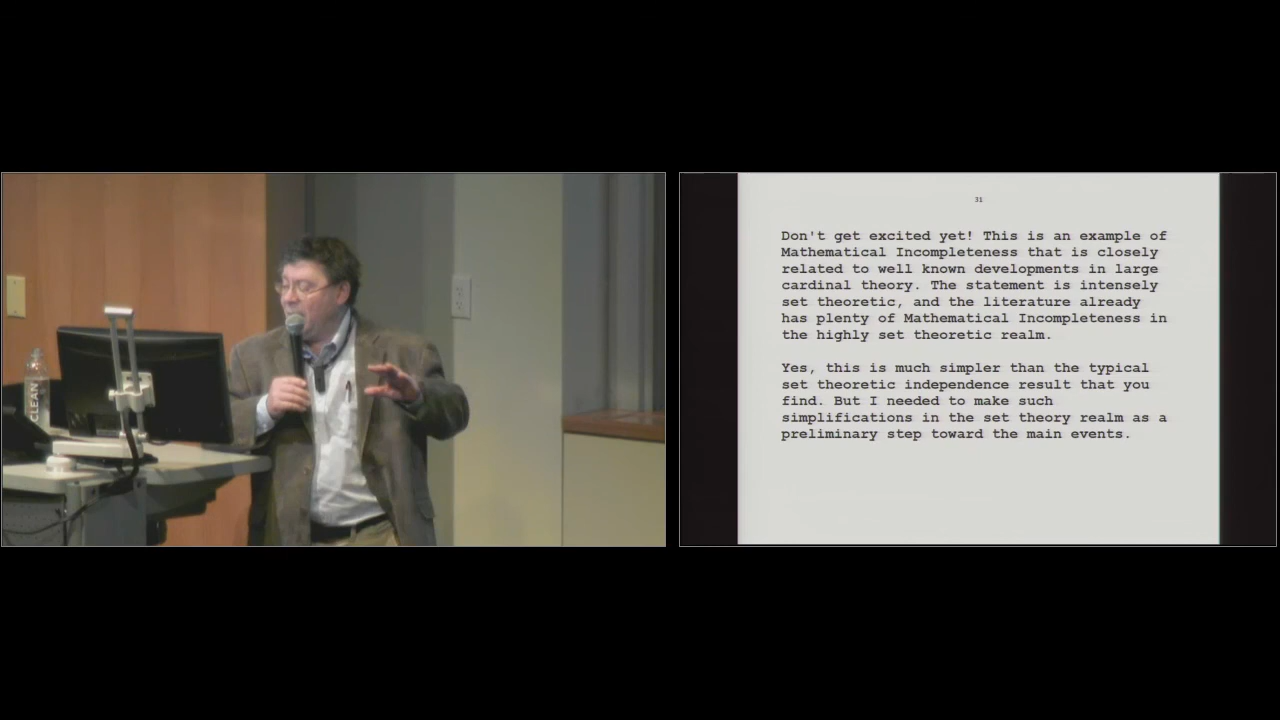 CLEAN
31
Don't get excited yet! This is an example of
Mathematical Incompleteness that is closely
related to well known developments in large
cardinal theory. The statement is intensely
set theoretic, and the literature already
has plenty of Mathematical Incompleteness in
the highly set theoretic realm.
Yes, this is much simpler than the typical
set theoretic independence result that you
find. But I needed to make such
simplifications in the set theory realm as a
preliminary step toward the main events.